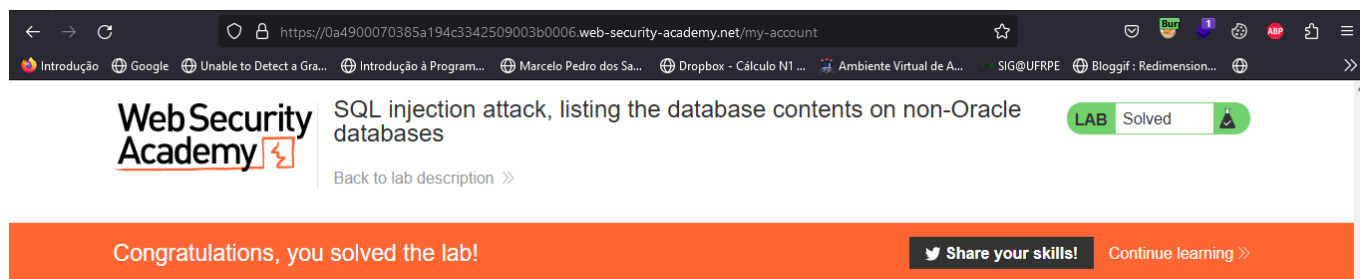 Bur
1
ABP
https://0a4900070385a194c3342509003b0006.web-security-academy.net/my-account
Introdução
Google
Unable to Detect a Gra...
Introdução à Program...
Marcelo Pedro dos Sa...
Dropbox - Cálculo N1 ...
Ambiente Virtual de A...
SIG@UFRPE
Bloggif : Redimension...
Web Security
Academy
SQL injection attack, listing the database contents on non-Oracle
databases
Back to lab description
LAB Solved
Congratulations, you solved the lab!
Share your skills!
Continue learning